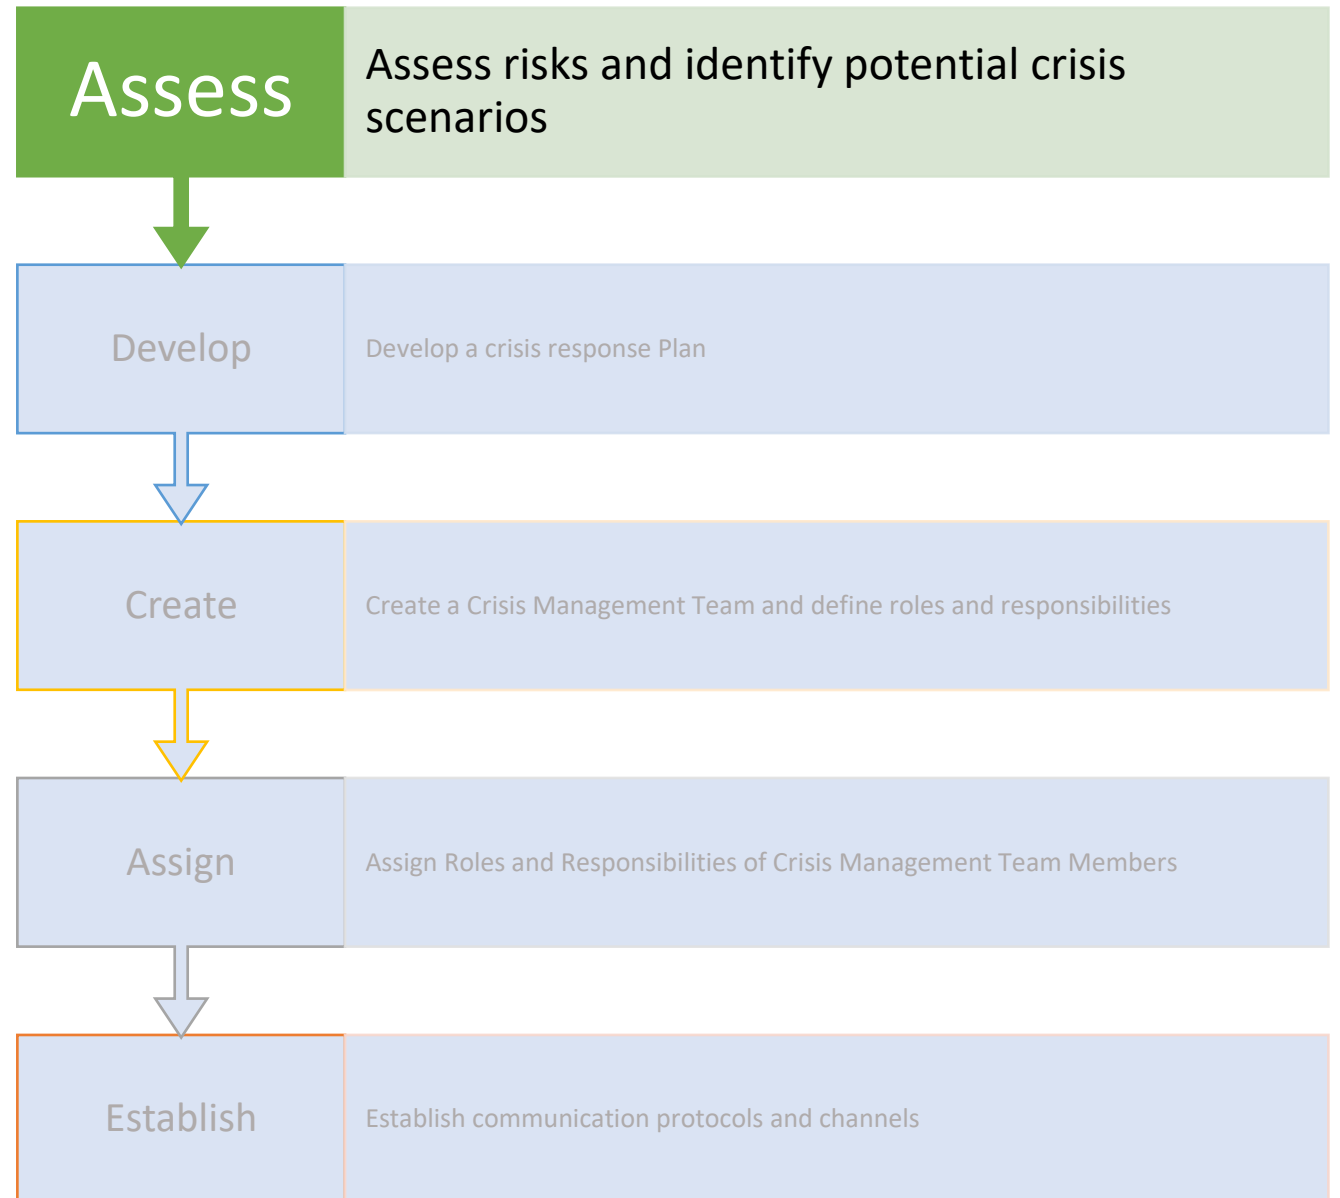 Assess
Assess risks and identify potential crisis
scenarios
Develop
Develop a crisis response Plan
Create
Create a Crisis Management Team and define roles and responsibilities
Assign
Assign Roles and Responsibilities of Crisis Management Team Members
Establish
Establish communication protocols and channels